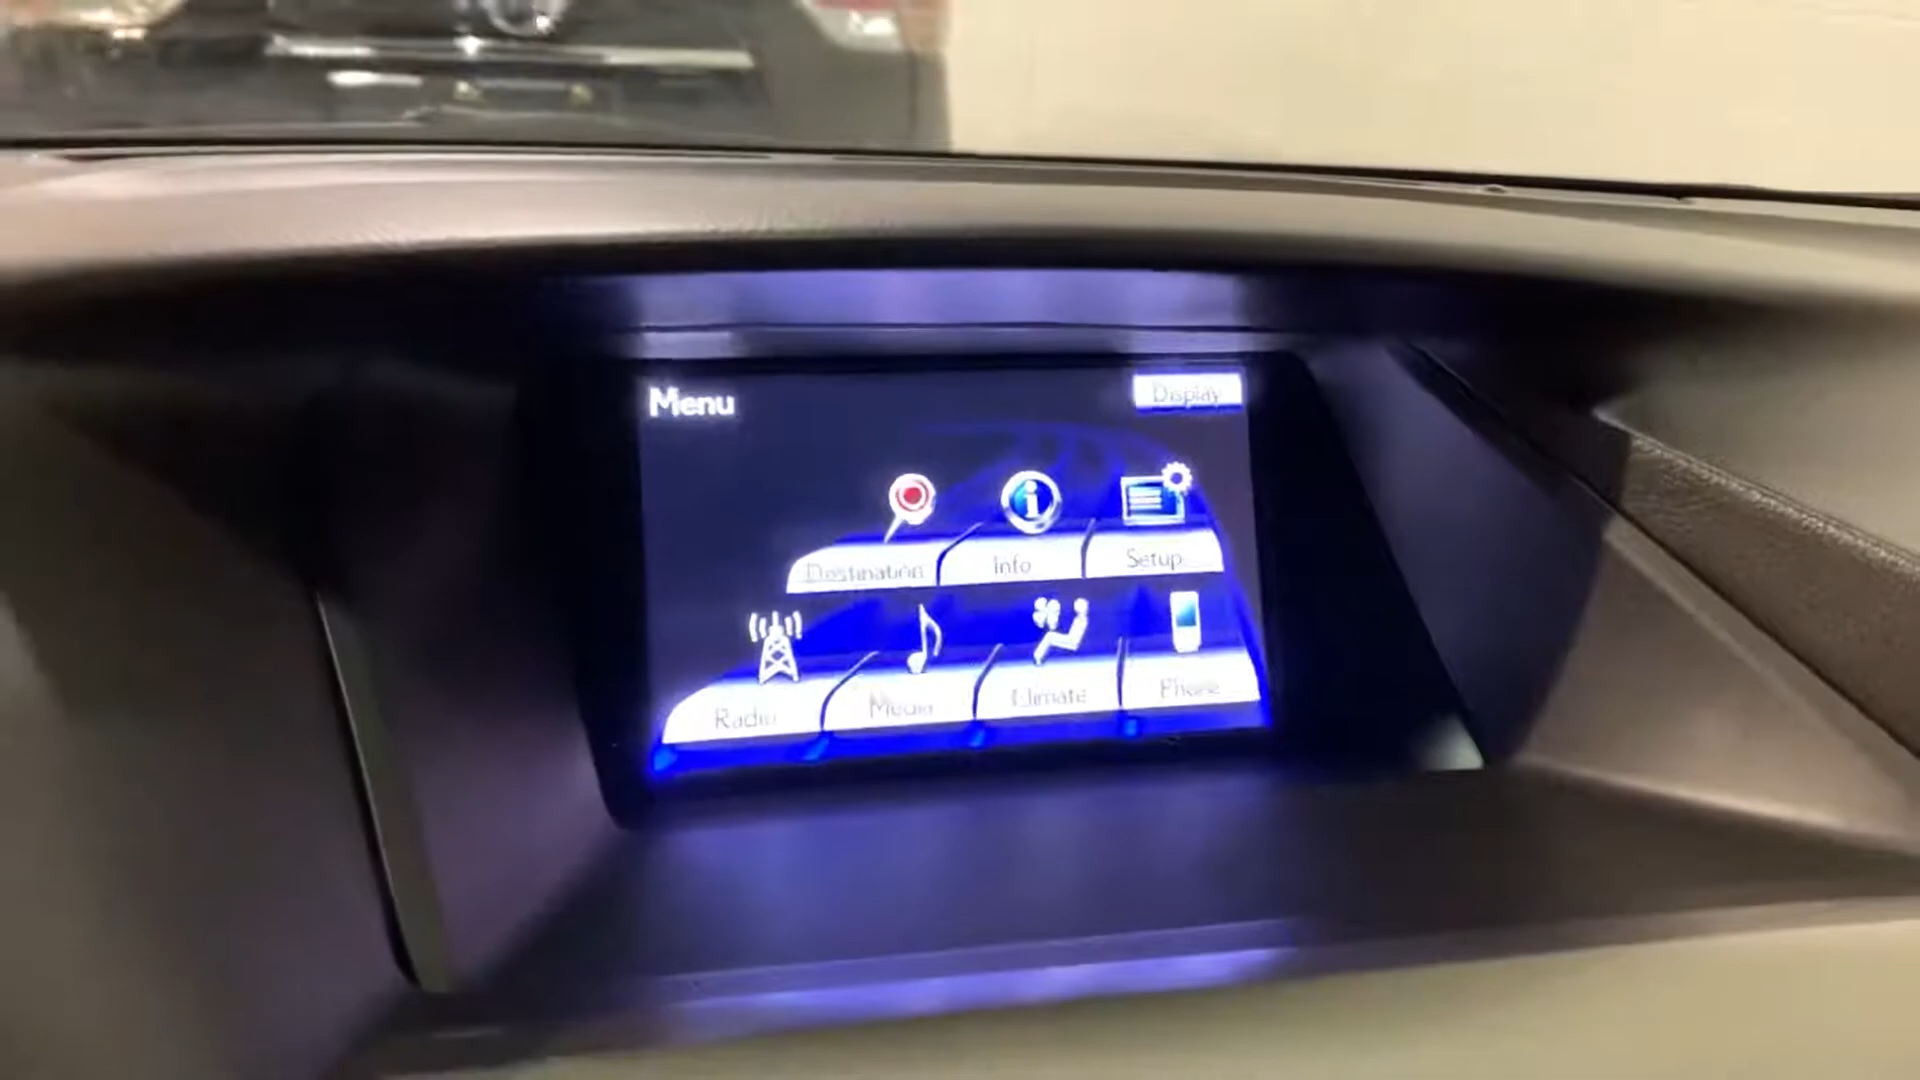 Menu
Display
Destination
Info
Setup
Radio
Media
Climate
Phone